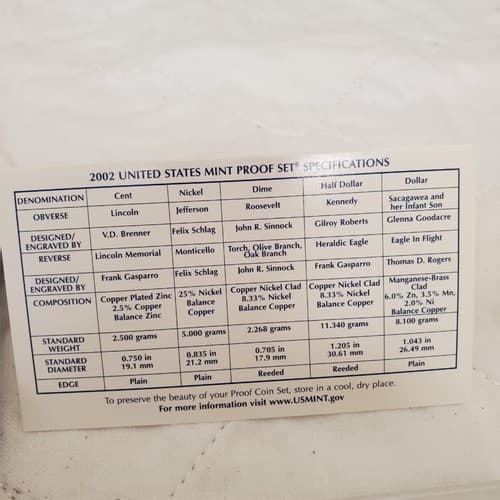 2002 UNITED STATES MINT PROOF SET® SPECIFICATIONS
DENOMINATION Cent Nickel Dime Half Dollar Dollar
OBVERSE Lincoln Jefferson Roosevelt Kennedy Sacagawea and
her Infant Son
DESIGNED/ V.D. Brenner Felix Schlag John R. Sinnock Gilroy Roberts Glenna Goodacre
ENGRAVED BY
REVERSE Lincoln Memorial Monticello Torch, Olive Branch, Heraldic Eagle Eagle In Flight
Oak Branch
DESIGNED/ Frank Gasparro Felix Schlag John R. Sinnock Frank Gasparro Thomas D. Rogers
ENGRAVED BY
COMPOSITION Copper Plated Zinc 25% Nickel Copper Nickel Clad Copper Nickel Clad Manganese-Brass
2.5% Copper Balance 8.33% Nickel 8.33% Nickel Clad
Balance Zinc Copper Balance Copper Balance Copper 6.0% Zn, 3.5% Mn,
2.0% Ni
Balance Copper
STANDARD 2.500 grams 5.000 grams 2.268 grams 11.340 grams 8.100 grams
WEIGHT
STANDARD 0.750 in 0.835 in 0.705 in 1.205 in 1.043 in
DIAMETER 19.1 mm 21.2 mm 17.9 mm 30.61 mm 26.49 mm
EDGE Plain Plain Reeded Reeded Plain
To preserve the beauty of your Proof Coin Set, store in a cool, dry place.
For more information visit www.USMINT.gov